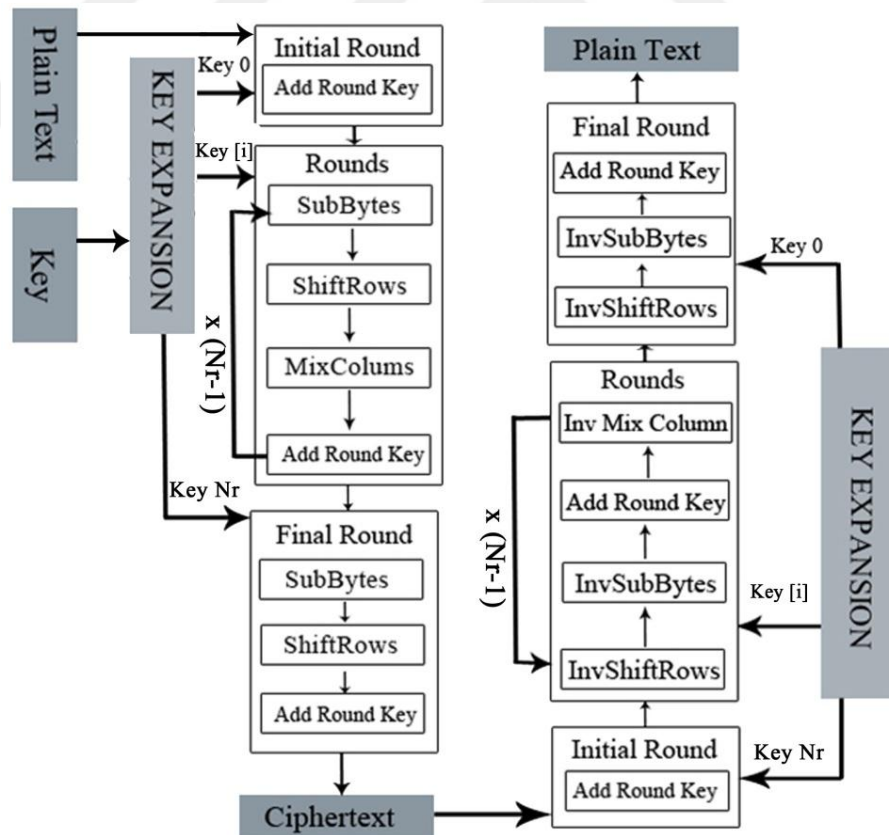 Plain Text
Key
KEY EXPANSION
Key 0
Key [i]
Key Nr
Initial Round
Add Round Key
Rounds
SubBytes
ShiftRows
MixColums
Add Round Key
x (Nr-1)
Final Round
SubBytes
ShiftRows
Add Round Key
Ciphertext
Plain Text
Final Round
Add Round Key
InvSubBytes
InvShiftRows
Rounds
Inv Mix Column
Add Round Key
InvSubBytes
InvShiftRows
x (Nr-1)
Initial Round
Add Round Key
Key 0
Key [i]
Key Nr
KEY EXPANSION